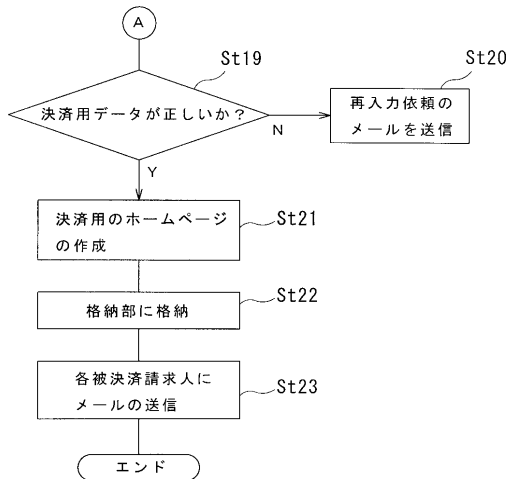 A
St19
決済用データが正しいか？
St20
再入力依頼の
メールを送信
N
Y
決済用のホームページ
の作成
St21
格納部に格納
St22
各被決済請求人に
メールの送信
St23
エンド